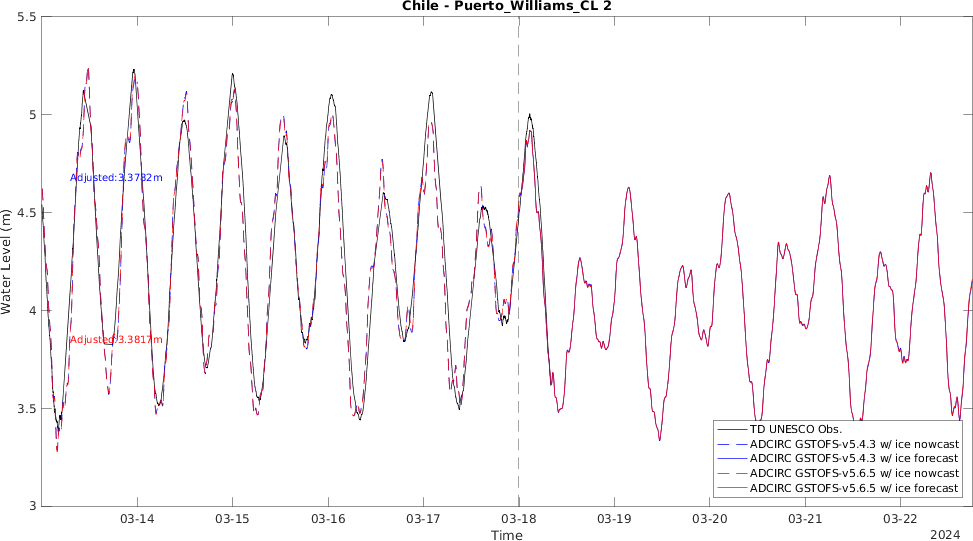 Chile - Puerto_Williams_CL 2
5.5
5
4.5
4
3.5
3
Water Level (m)
Adjusted:3.3782m
Adjusted:3.3817m
TD UNESCO Obs.
ADCIRC GSTOFS-v5.4.3 w/ ice nowcast
ADCIRC GSTOFS-v5.4.3 w/ ice forecast
ADCIRC GSTOFS-v5.6.5 w/ ice nowcast
ADCIRC GSTOFS-v5.6.5 w/ ice forecast
03-14 03-15 03-16 03-17 03-18 03-19 03-20 03-21 03-22
Time
2024